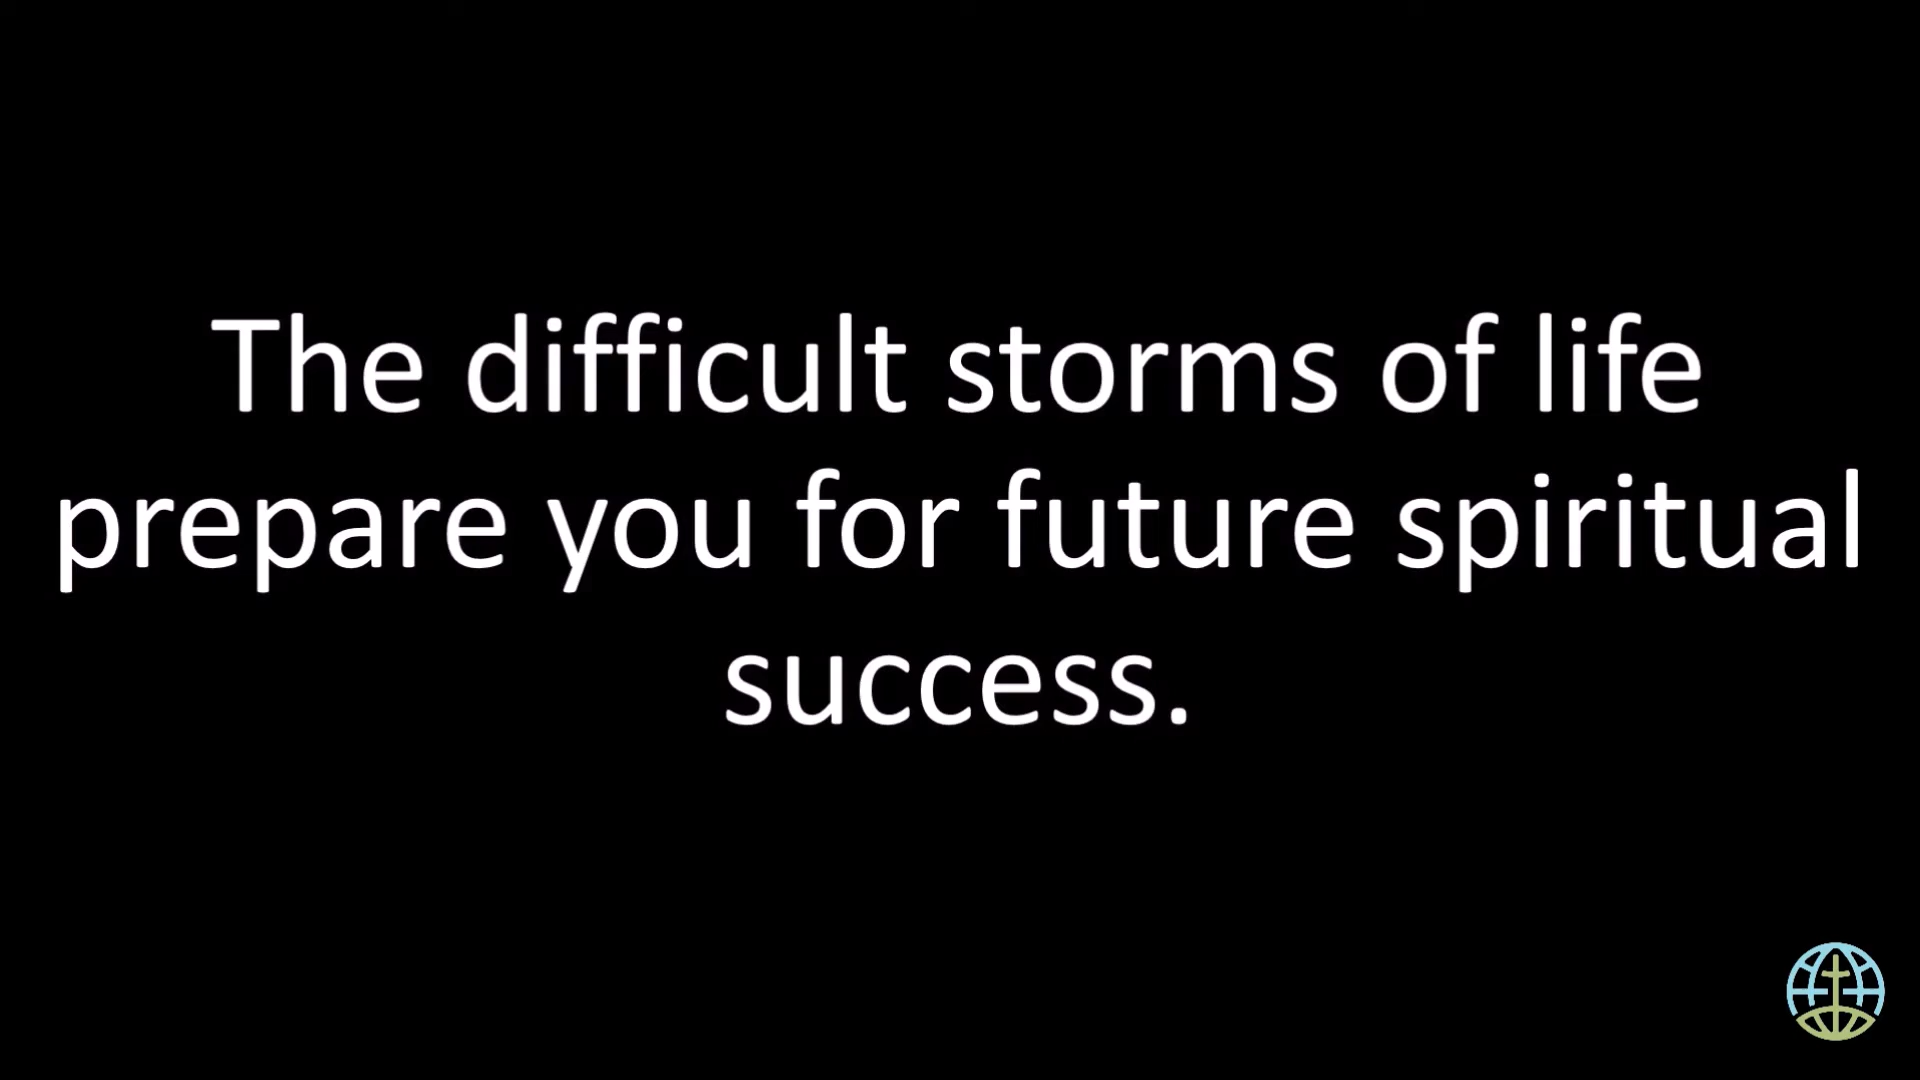 The difficult storms of life
prepare you for future spiritual
success.